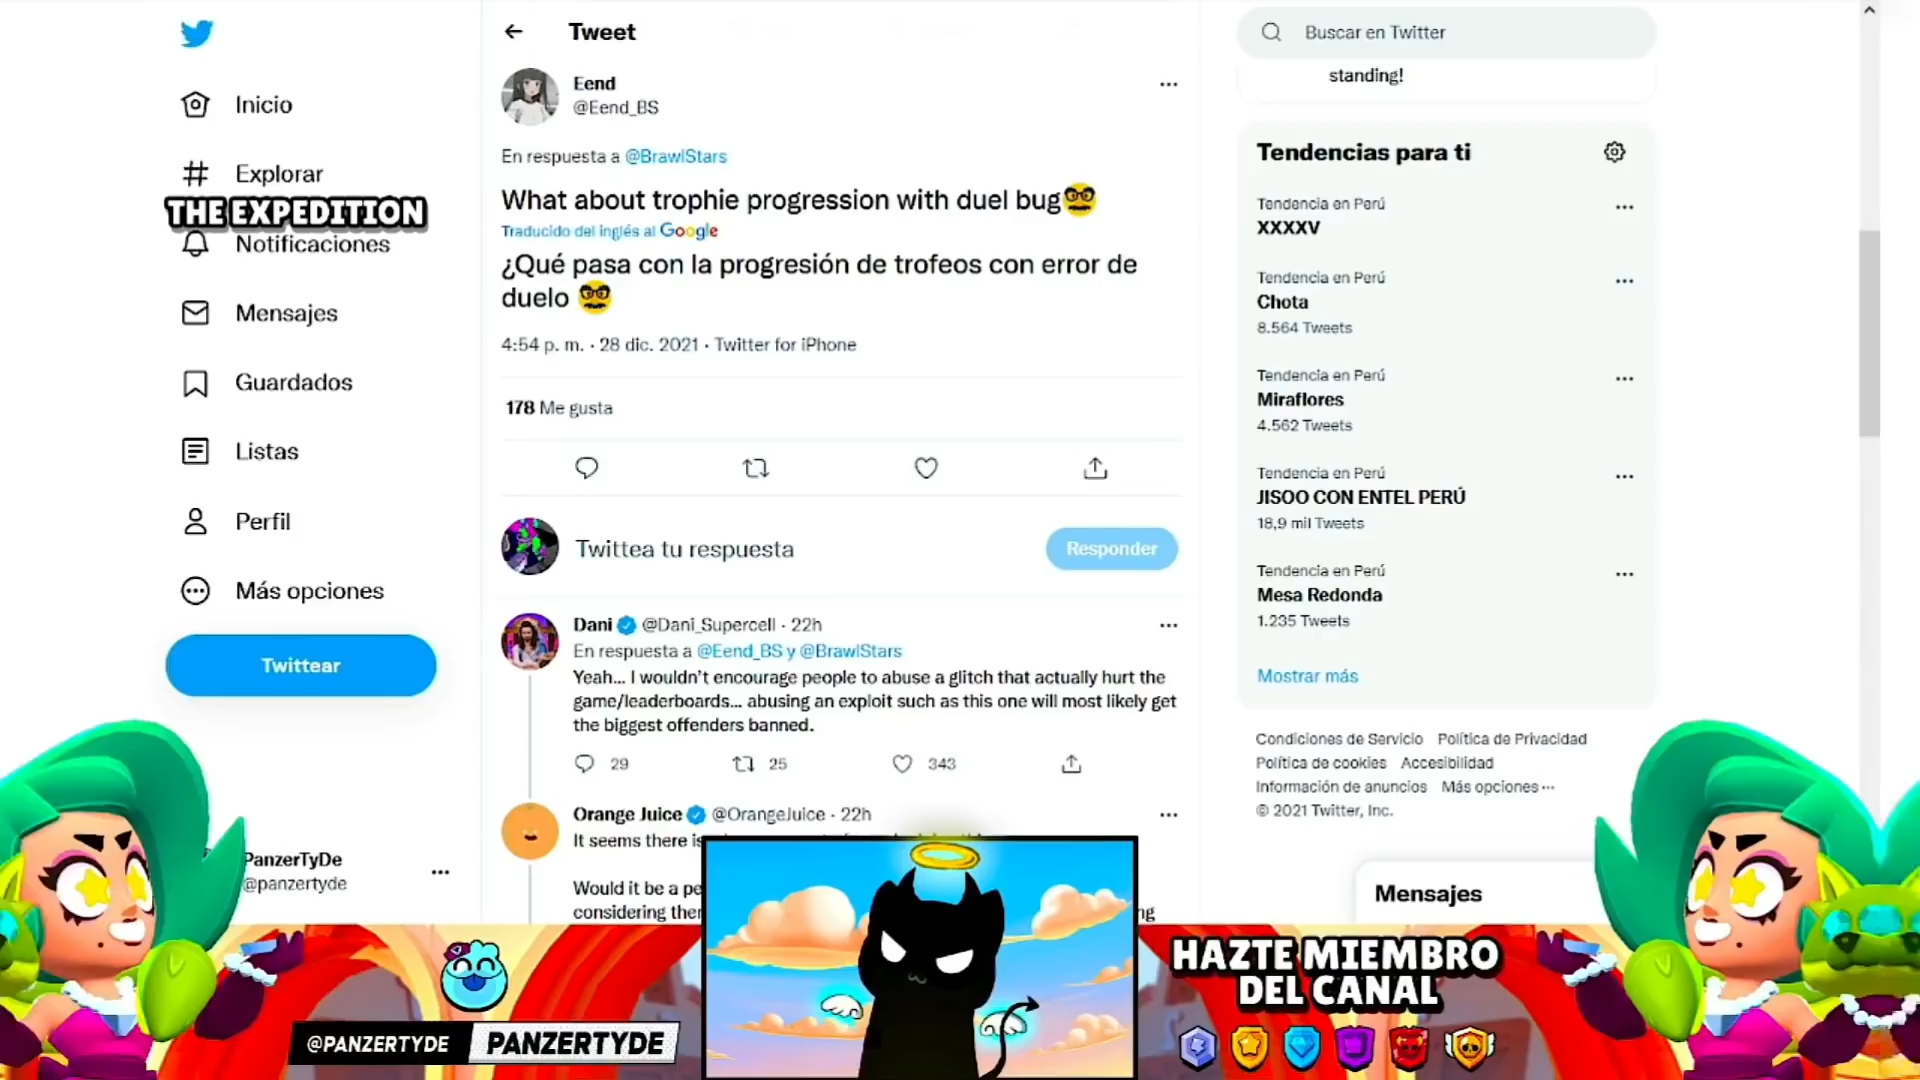 Inicio
Explorar
THE EXPEDITION
Notificaciones
Mensajes
Guardados
Listas
Perfil
Más opciones
Twittear
PanzerTyDe
@panzertyde
Tweet
Eend
@Eend_BS
En respuesta a @BrawlStars
What about trophie progression with duel bug
Traducido del inglés al Google
¿Qué pasa con la progresión de trofeos con error de
duelo
4:54 p. m. · 28 dic. 2021 · Twitter for iPhone
178 Me gusta
Twittea tu respuesta
Responder
Dani @Dani_Supercell · 22h
En respuesta a @Eend_BS y @BrawlStars
Yeah... I wouldn't encourage people to abuse a glitch that actually hurt the
game/leaderboards... abusing an exploit such as this one will most likely get
the biggest offenders banned.
29
25
343
Orange Juice @OrangeJuice · 22h
It seems there is
Would it be a pe
considering ther
ng
Buscar en Twitter
standing!
Tendencias para ti
Tendencia en Perú
XXXXV
Tendencia en Perú
Chota
8.564 Tweets
Tendencia en Perú
Miraflores
4.562 Tweets
Tendencia en Perú
JISOO CON ENTEL PERÚ
18,9 mil Tweets
Tendencia en Perú
Mesa Redonda
1.235 Tweets
Mostrar más
Condiciones de Servicio Política de Privacidad
Política de cookies Accesibilidad
Información de anuncios Más opciones ···
© 2021 Twitter, Inc.
Mensajes
@PANZERTYDE
PANZERTYDE
HAZTE MIEMBRO
DEL CANAL